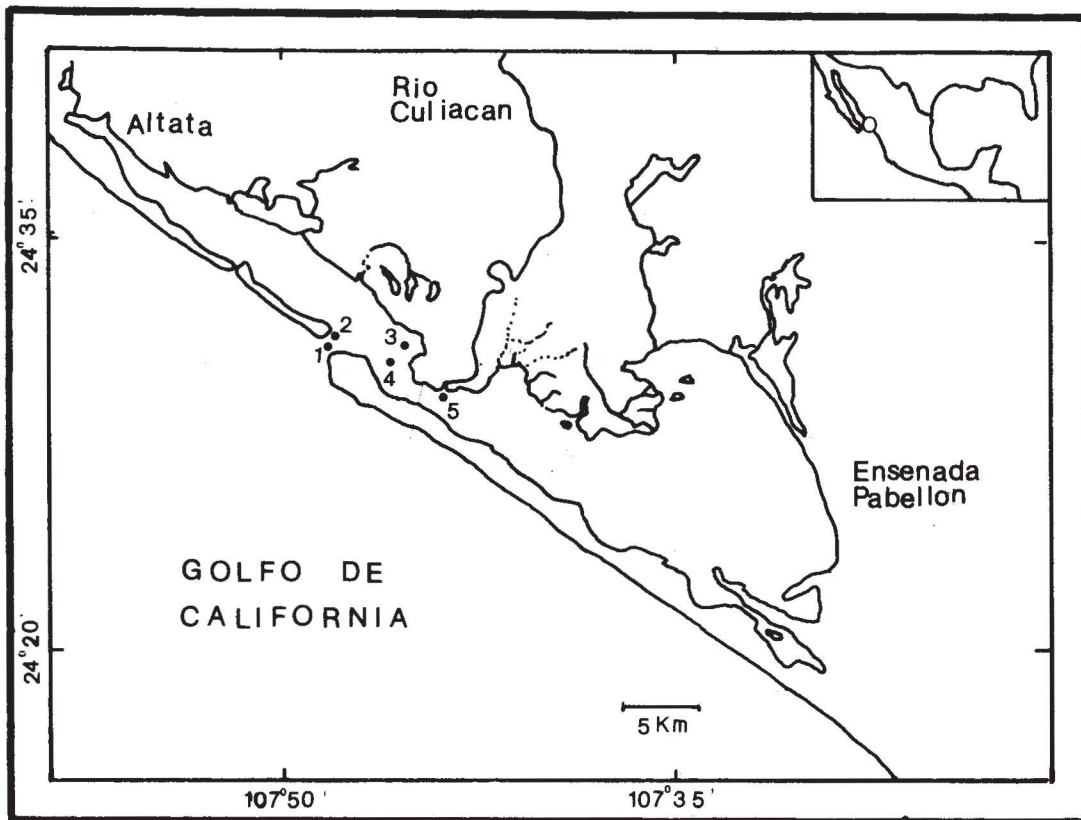 Altata
Rio
Culiacan
24°35'
2
1
3
4
5
Ensenada
Pabellon
GOLFO DE
CALIFORNIA
24°20'
5 Km
107°50'
107°35'